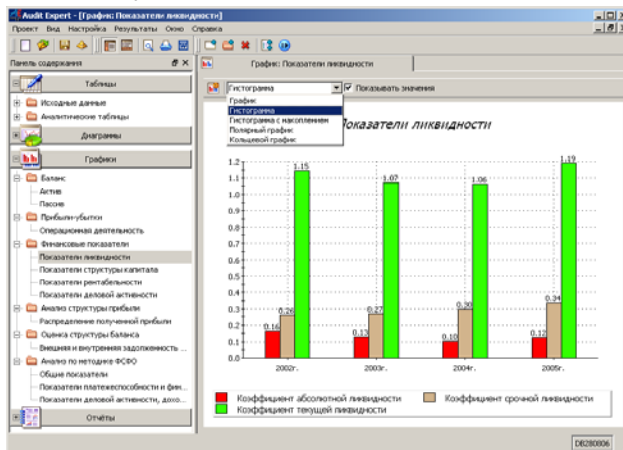 Audit Expert - [График: Показатели ликвидности]
Проект Вид Настройка Результаты Окно Справка
Панель содержания
График: Показатели ликвидности
Таблицы
Исходные данные
Аналитические таблицы
Диаграммы
Графики
Баланс
Актив
Пассив
Прибыли-убытки
Операционная деятельность
Финансовые показатели
Показатели ликвидности
Показатели структуры капитала
Показатели рентабельности
Показатели деловой активности
Анализ структуры прибыли
Распределение полученной прибыли
Оценка структуры баланса
Внешняя и внутренняя задолженность ...
Анализ по методике ФСФО
Общие показатели
Показатели платежеспособности и фин...
Показатели деловой активности, дохо...
Отчёты
Гистограмма
Показывать значения
График
Гистограмма
Гистограмма с накоплением
Полярный график
Кольцевой график
Показатели ликвидности
1.2
1.1
1.0
0.9
0.8
0.7
0.6
0.5
0.4
0.3
0.2
0.1
0.0
0.16 0.26 1.15
0.13 0.27 1.07
0.10 0.30 1.06
0.12 0.34 1.19
2002г. 2003г. 2004г. 2005г.
Коэффициент абсолютной ликвидности Коэффициент срочной ликвидности
Коэффициент текущей ликвидности
DB280806